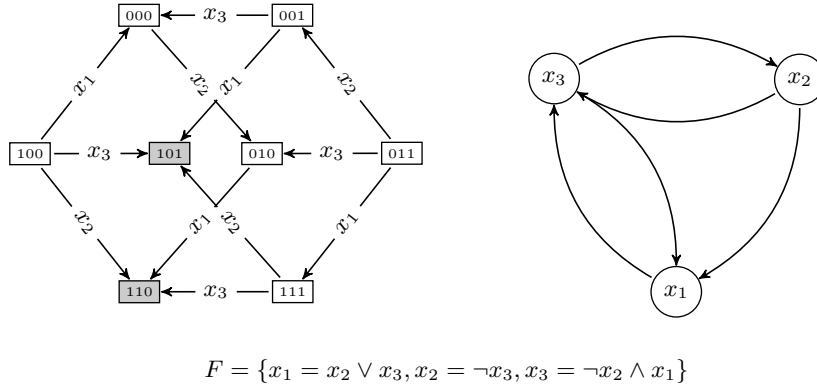 000 x₃ 001
x₁ x₂ x₁ x₂
100 x₃ 101 010 x₃ 011
x₂ x₁ x₂ x₁
110 x₃ 111
x₃ x₂
x₁
F = {x₁ = x₂ ∨ x₃, x₂ = ¬x₃, x₃ = ¬x₂ ∧ x₁}